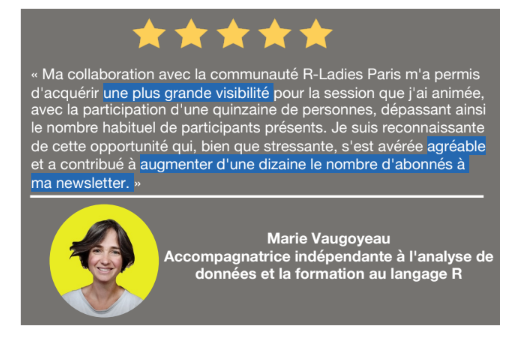 « Ma collaboration avec la communauté R-Ladies Paris m'a permis
d'acquérir une plus grande visibilité pour la session que j'ai animée,
avec la participation d'une quinzaine de personnes, dépassant ainsi
le nombre habituel de participants présents. Je suis reconnaissante
de cette opportunité qui, bien que stressante, s'est avérée agréable
et a contribué à augmenter d'une dizaine le nombre d'abonnés à
ma newsletter. »
Marie Vaugoyeau
Accompagnatrice indépendante à l'analyse de
données et la formation au langage R